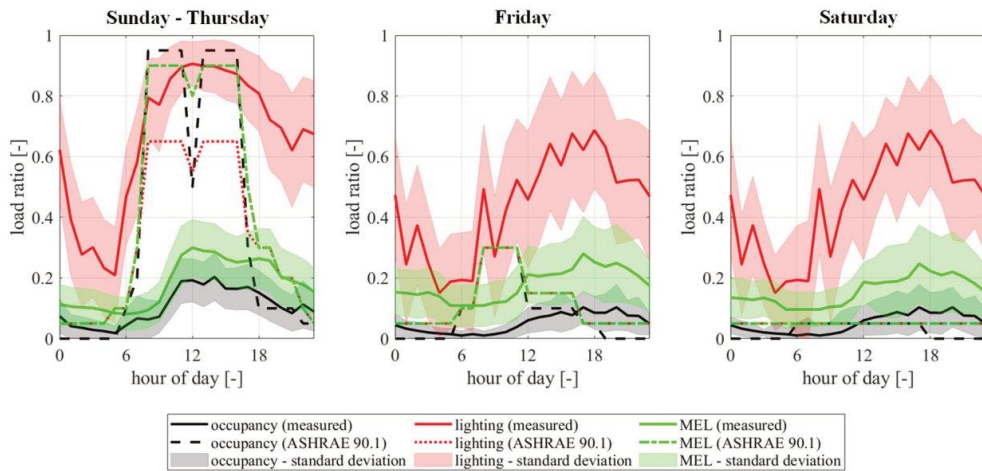 Sunday - Thursday Friday Saturday
load ratio [-]
1
0.8
0.6
0.4
0.2
0
0 6 12 18
hour of day [-]
load ratio [-]
1
0.8
0.6
0.4
0.2
0
0 6 12 18
hour of day [-]
load ratio [-]
1
0.8
0.6
0.4
0.2
0
0 6 12 18
hour of day [-]
occupancy (measured) lighting (measured) MEL (measured)
occupancy (ASHRAE 90.1) lighting (ASHRAE 90.1) MEL (ASHRAE 90.1)
occupancy - standard deviation lighting - standard deviation MEL - standard deviation